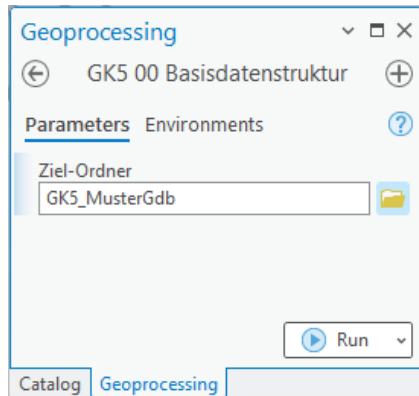 Geoprocessing
GK5 00 Basisdatenstruktur
Parameters Environments
Ziel-Ordner
GK5_MusterGdb
Run
Catalog Geoprocessing